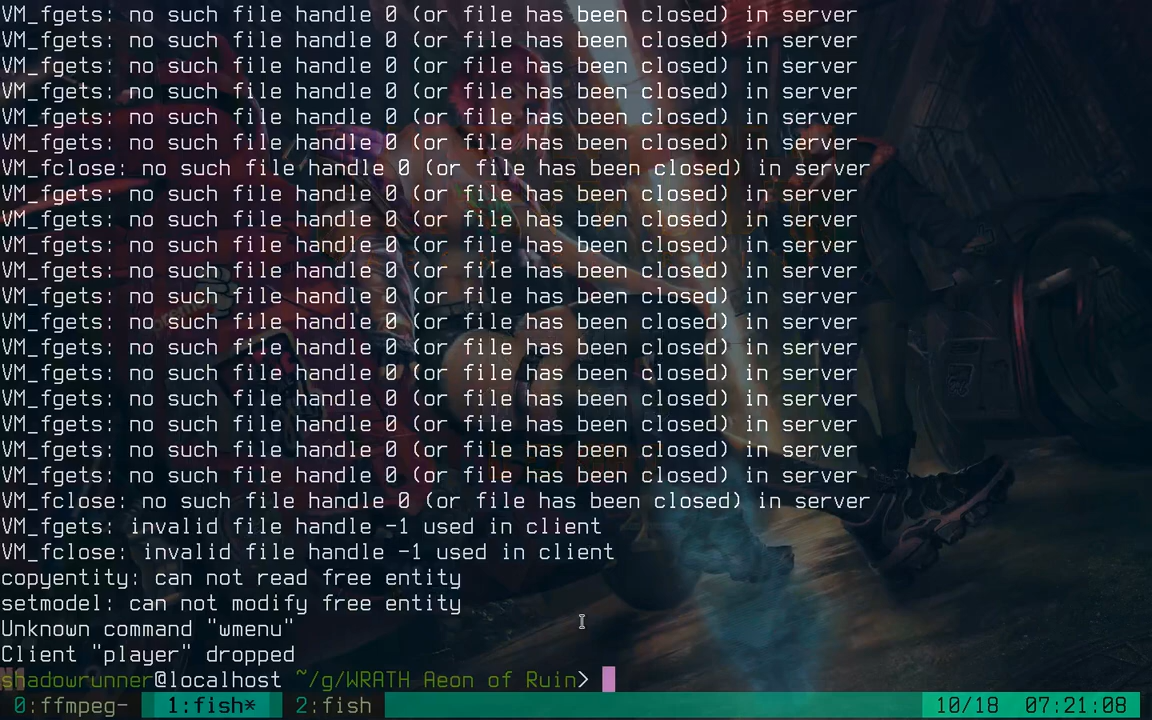 VM_fgets: no such file handle 0 (or file has been closed) in server
VM_fgets: no such file handle 0 (or file has been closed) in server
VM_fgets: no such file handle 0 (or file has been closed) in server
VM_fgets: no such file handle 0 (or file has been closed) in server
VM_fgets: no such file handle 0 (or file has been closed) in server
VM_fgets: no such file handle 0 (or file has been closed) in server
VM_fclose: no such file handle 0 (or file has been closed) in server
VM_fgets: no such file handle 0 (or file has been closed) in server
VM_fgets: no such file handle 0 (or file has been closed) in server
VM_fgets: no such file handle 0 (or file has been closed) in server
VM_fgets: no such file handle 0 (or file has been closed) in server
VM_fgets: no such file handle 0 (or file has been closed) in server
VM_fgets: no such file handle 0 (or file has been closed) in server
VM_fgets: no such file handle 0 (or file has been closed) in server
VM_fgets: no such file handle 0 (or file has been closed) in server
VM_fgets: no such file handle 0 (or file has been closed) in server
VM_fgets: no such file handle 0 (or file has been closed) in server
VM_fgets: no such file handle 0 (or file has been closed) in server
VM_fgets: no such file handle 0 (or file has been closed) in server
VM_fclose: no such file handle 0 (or file has been closed) in server
VM_fgets: invalid file handle -1 used in client
VM_fclose: invalid file handle -1 used in client
copyentity: can not read free entity
setmodel: can not modify free entity
Unknown command "wmenu"
Client "player" dropped
shadowrunner@localhost ~/g/WRATH Aeon of Ruin>
0:ffmpeg- 1:fish* 2:fish 10/18 07:21:08